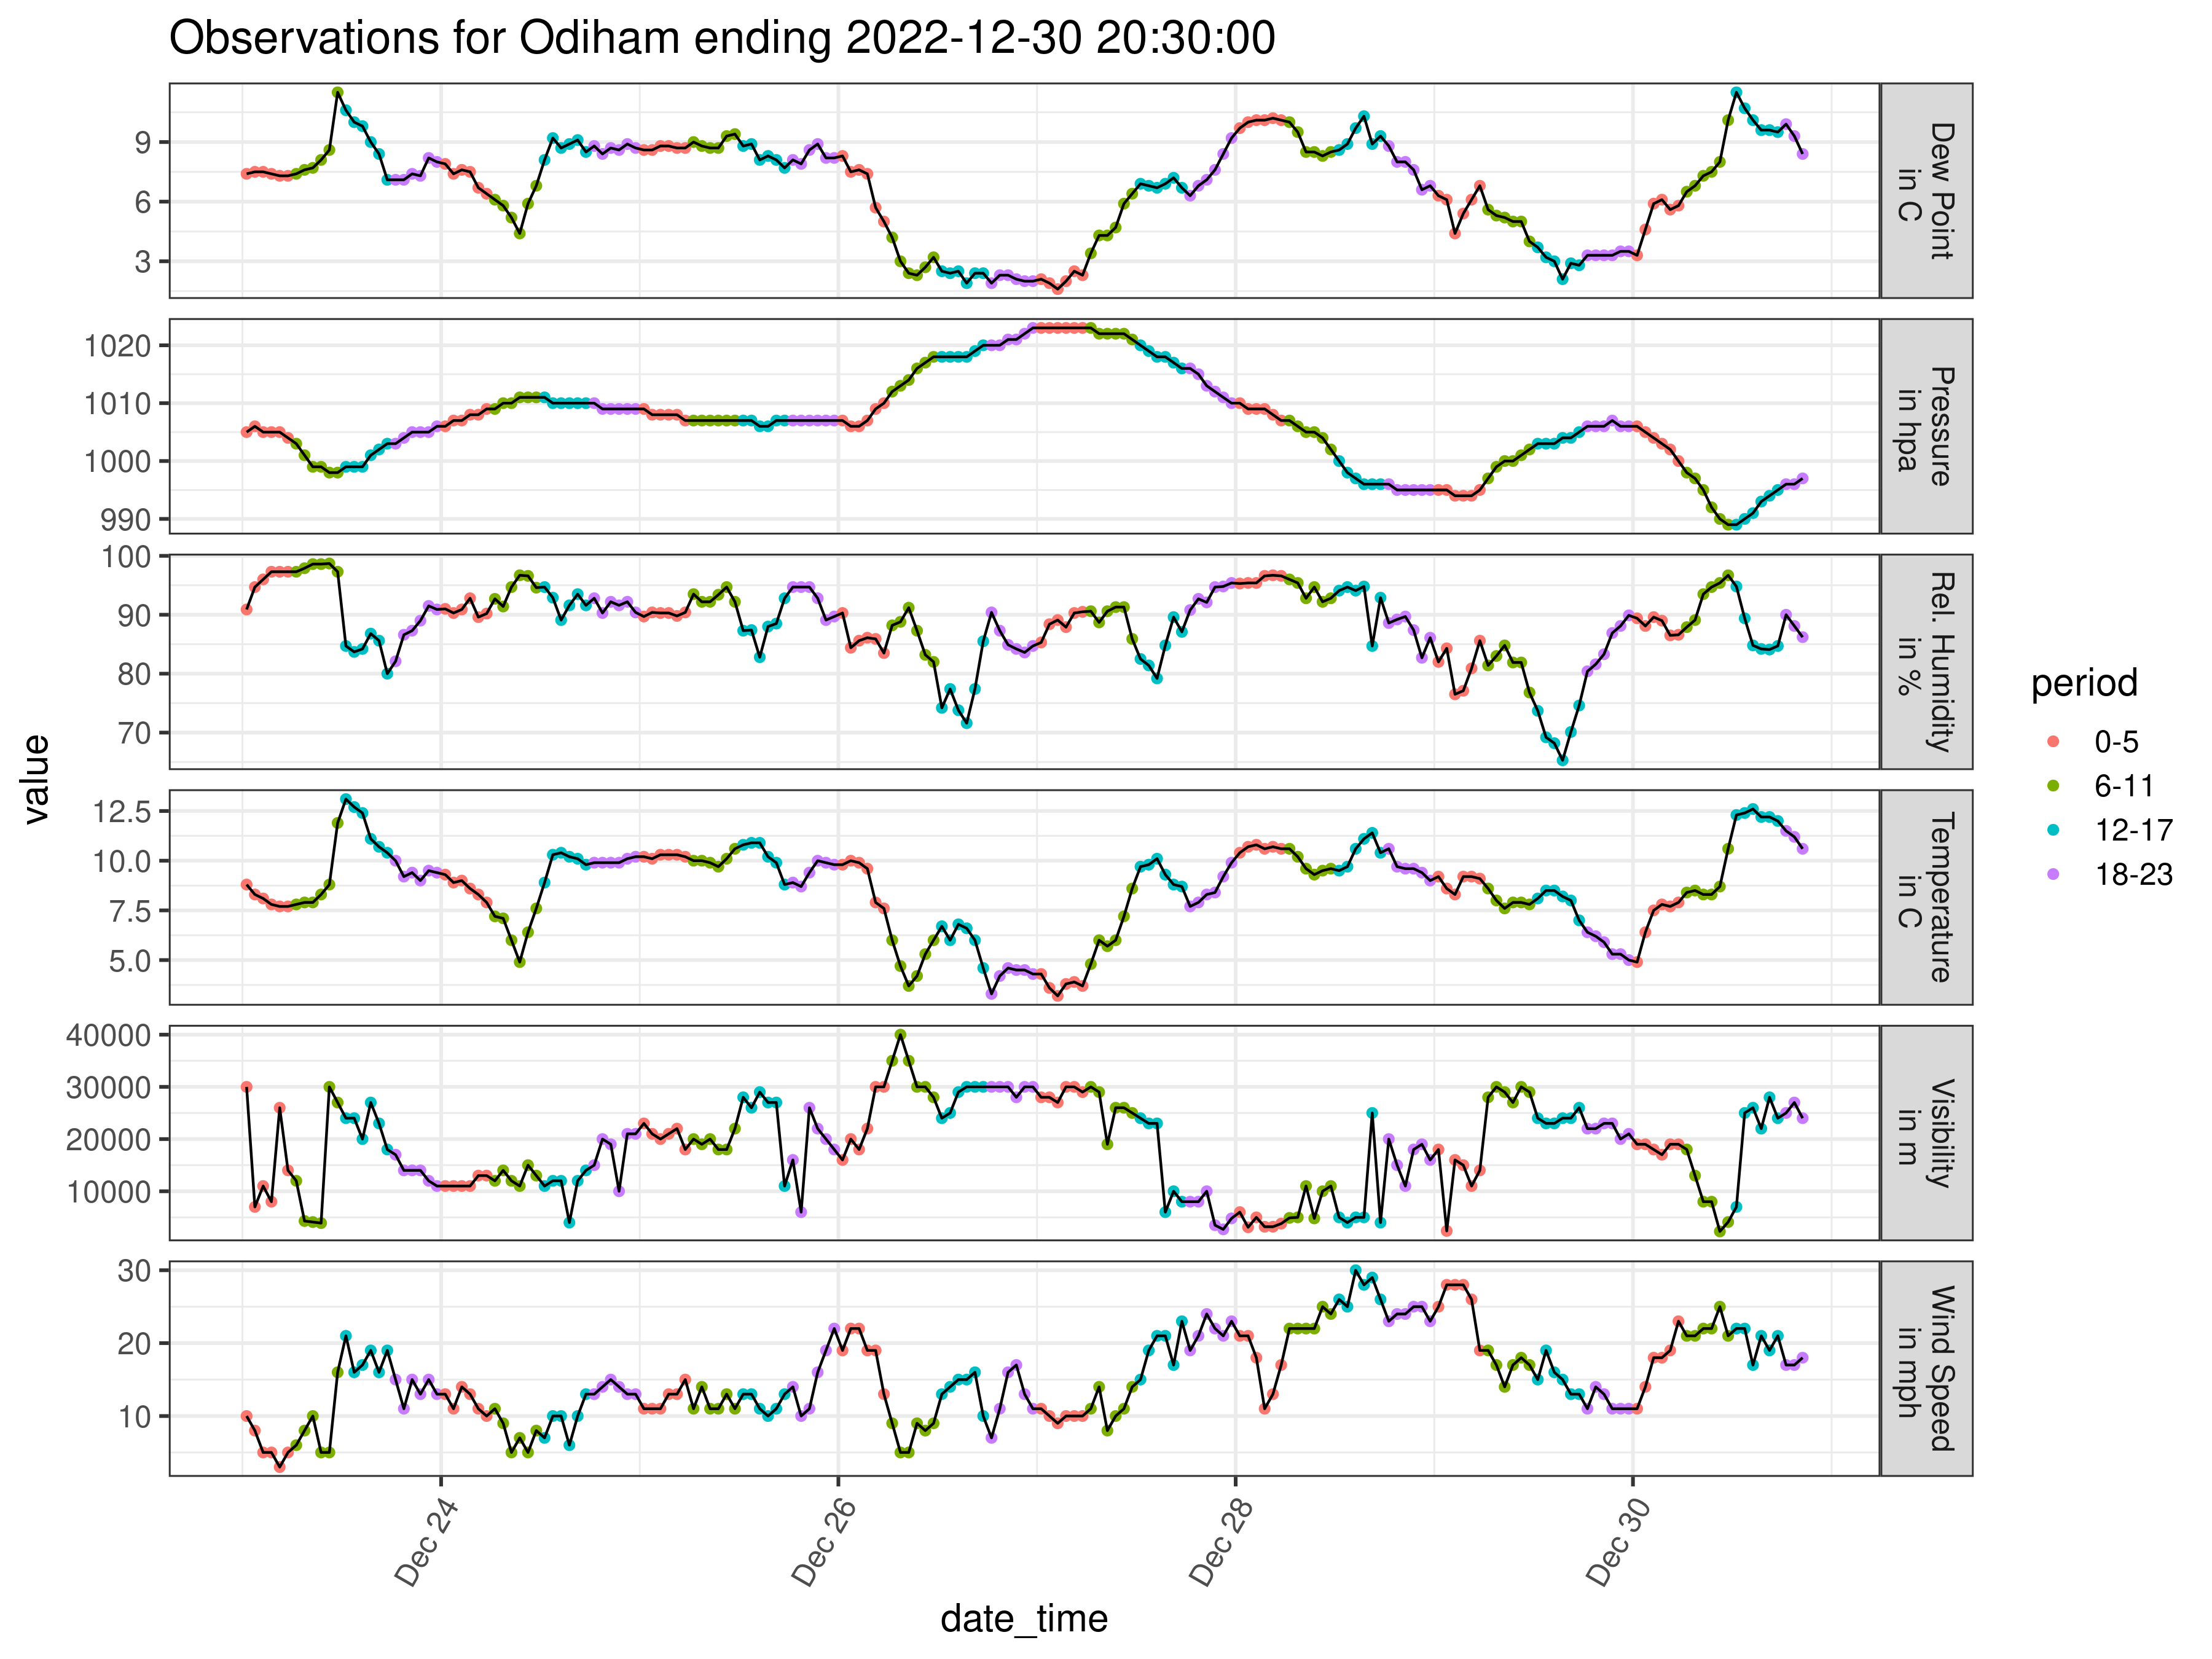 Observations for Odiham ending 2022-12-30 20:30:00
9
6
3
Dew Point
in C
1020
1010
1000
990
Pressure
in hpa
100
90
80
70
Rel. Humidity
in %
12.5
10.0
7.5
5.0
Temperature
in C
40000
30000
20000
10000
Visibility
in m
30
20
10
Wind Speed
in mph
value
Dec 24
Dec 26
Dec 28
Dec 30
date_time
period
0-5
6-11
12-17
18-23